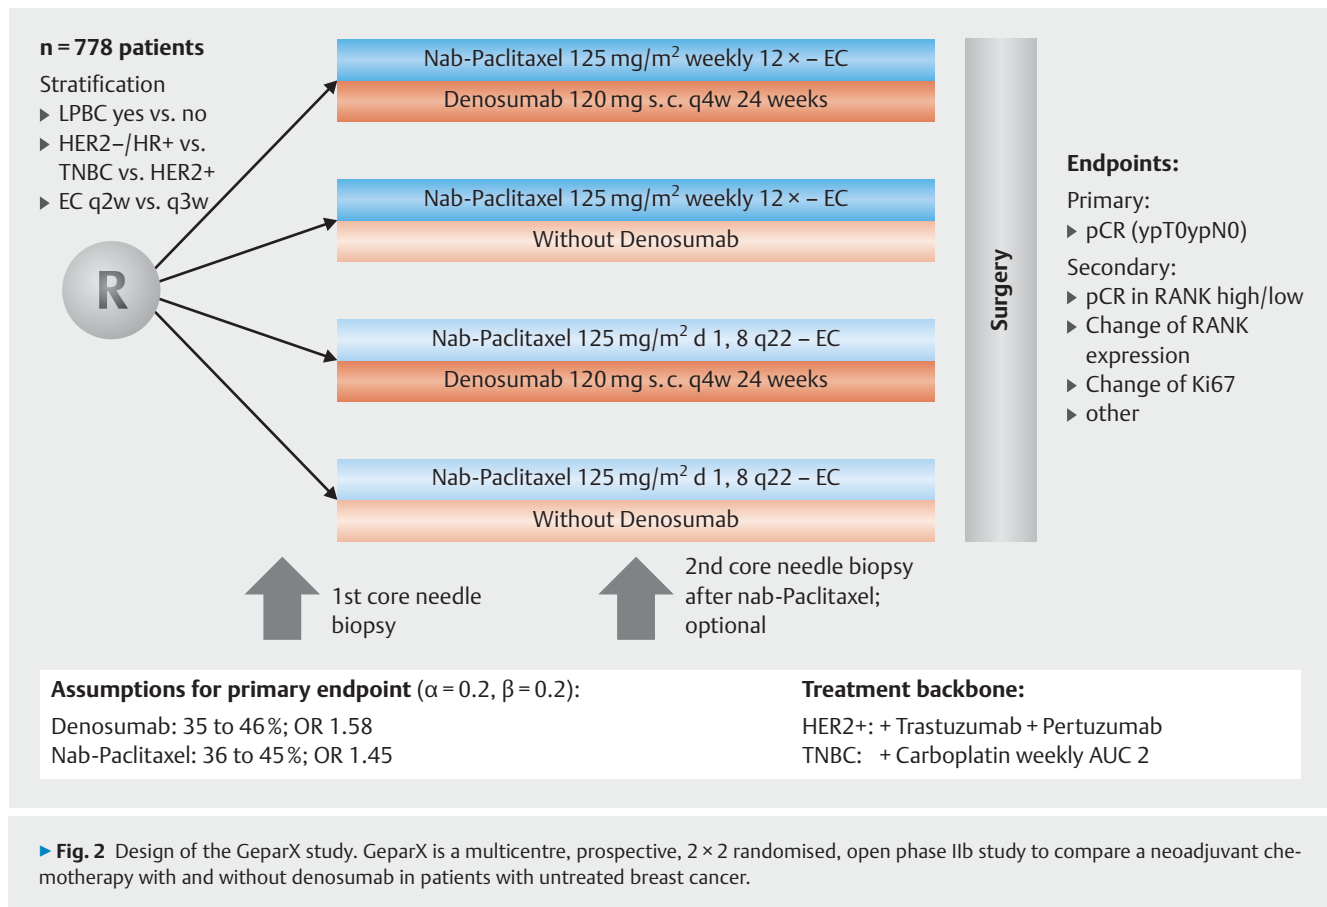 n = 778 patients
Stratification
▶ LPBC yes vs. no
▶ HER2–/HR+ vs.
TNBC vs. HER2+
▶ EC q2w vs. q3w
R
Nab-Paclitaxel 125 mg/m² weekly 12 × – EC
Denosumab 120 mg s. c. q4w 24 weeks
Nab-Paclitaxel 125 mg/m² weekly 12 × – EC
Without Denosumab
Nab-Paclitaxel 125 mg/m² d 1, 8 q22 – EC
Denosumab 120 mg s. c. q4w 24 weeks
Nab-Paclitaxel 125 mg/m² d 1, 8 q22 – EC
Without Denosumab
Surgery
Endpoints:
Primary:
▶ pCR (ypT0ypN0)
Secondary:
▶ pCR in RANK high/low
▶ Change of RANK
expression
▶ Change of Ki67
▶ other
1st core needle
biopsy
2nd core needle biopsy
after nab-Paclitaxel;
optional
Assumptions for primary endpoint (α = 0.2, β = 0.2):
Denosumab: 35 to 46 %; OR 1.58
Nab-Paclitaxel: 36 to 45 %; OR 1.45
Treatment backbone:
HER2+: + Trastuzumab + Pertuzumab
TNBC: + Carboplatin weekly AUC 2
▶ Fig. 2 Design of the GeparX study. GeparX is a multicentre, prospective, 2 × 2 randomised, open phase IIb study to compare a neoadjuvant che-
motherapy with and without denosumab in patients with untreated breast cancer.